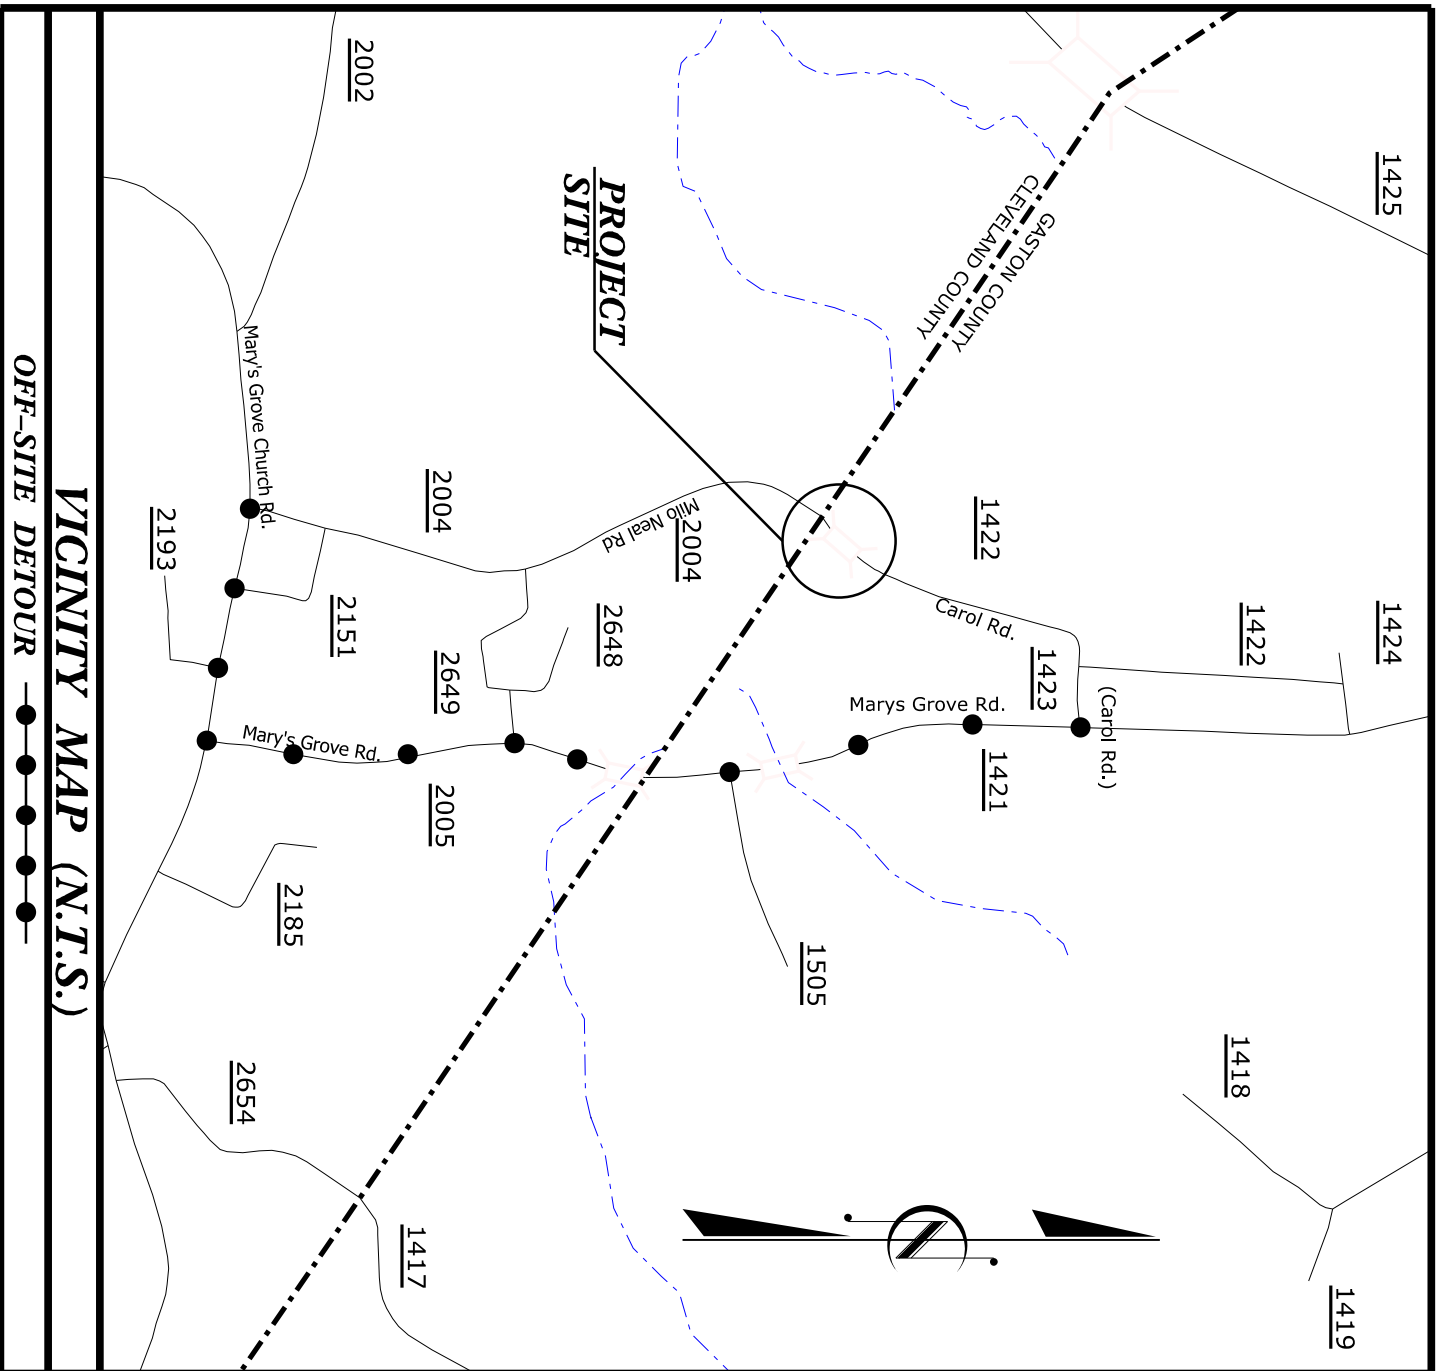 1425
1424
1422
(Carol Rd.)
1418
1419
1423
Carol Rd.
1422
1421
Marys Grove Rd.
GASTON COUNTY
CLEVELAND COUNTY
1505
2004
Milo Neal Rd
PROJECT
SITE
2648
2649
2004
2005
1417
2002
2151
2185
Mary's Grove Church Rd.
Mary's Grove Rd.
2654
2193
VICINITY MAP (N.T.S.)
OFF-SITE DETOUR